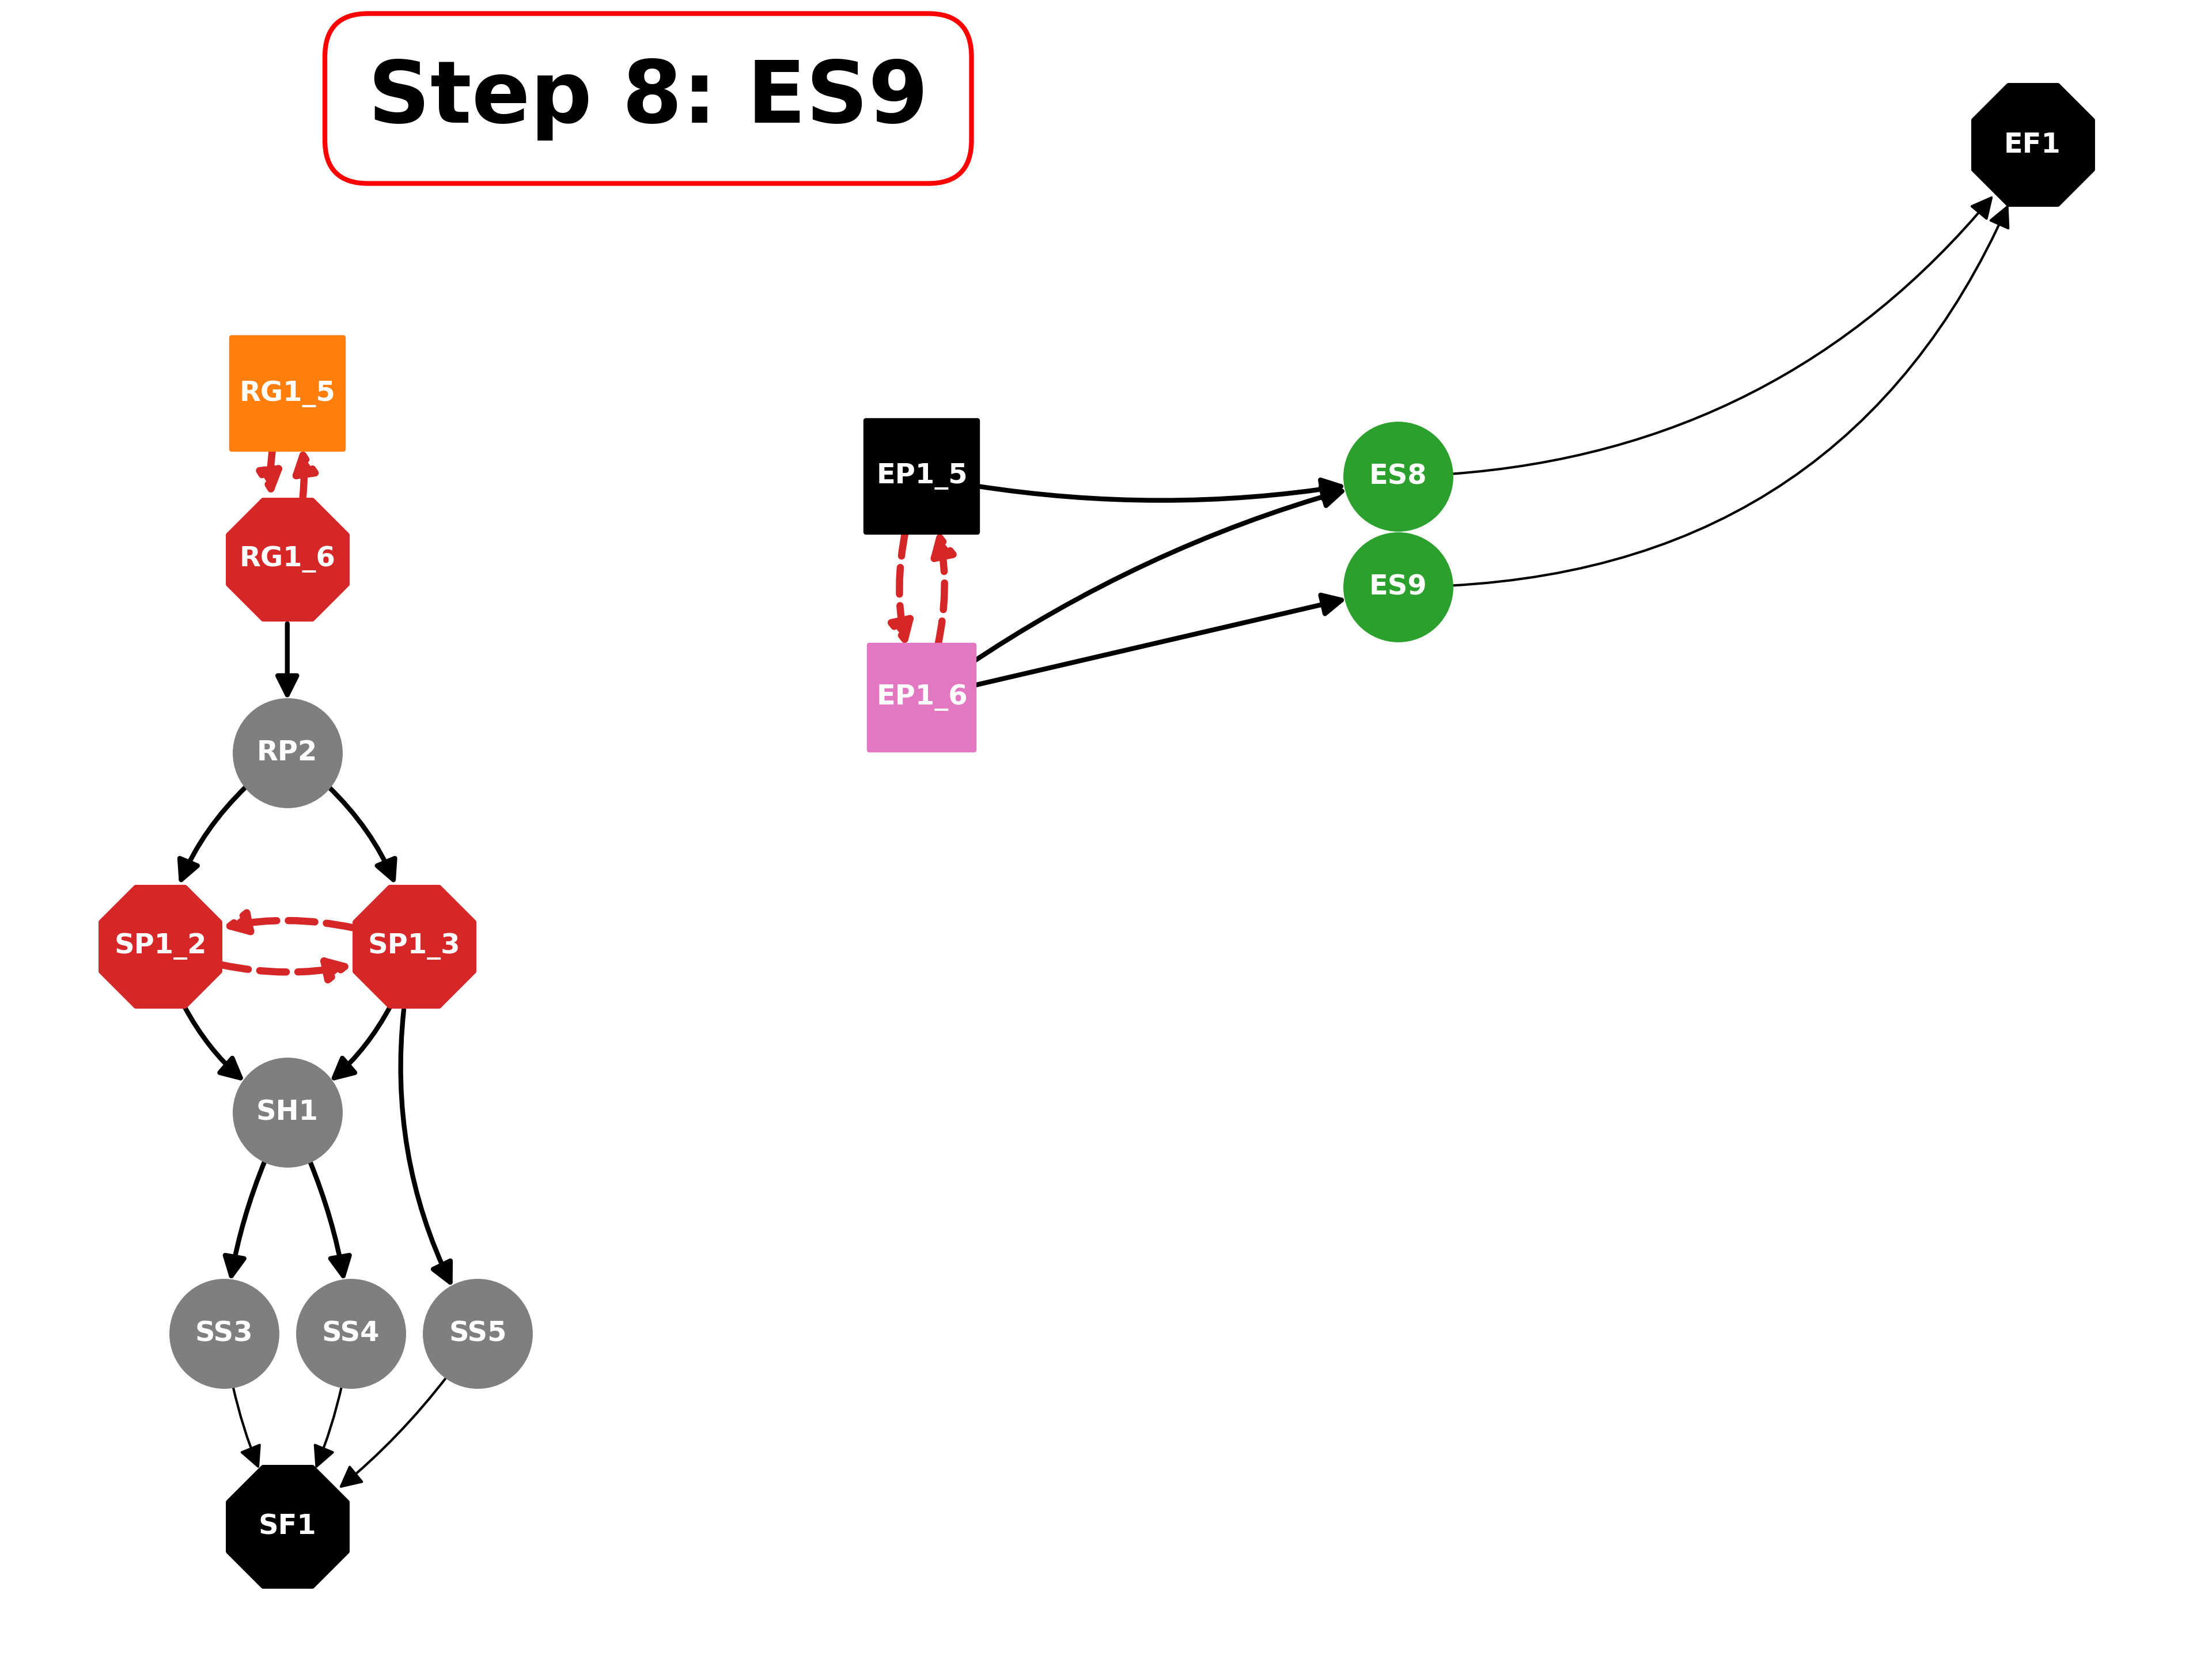 Step 8: ES9
EF1
RG1_5
EP1_5
ES8
RG1_6
ES9
EP1_6
RP2
SP1_2
SP1_3
SH1
SS3
SS4
SS5
SF1